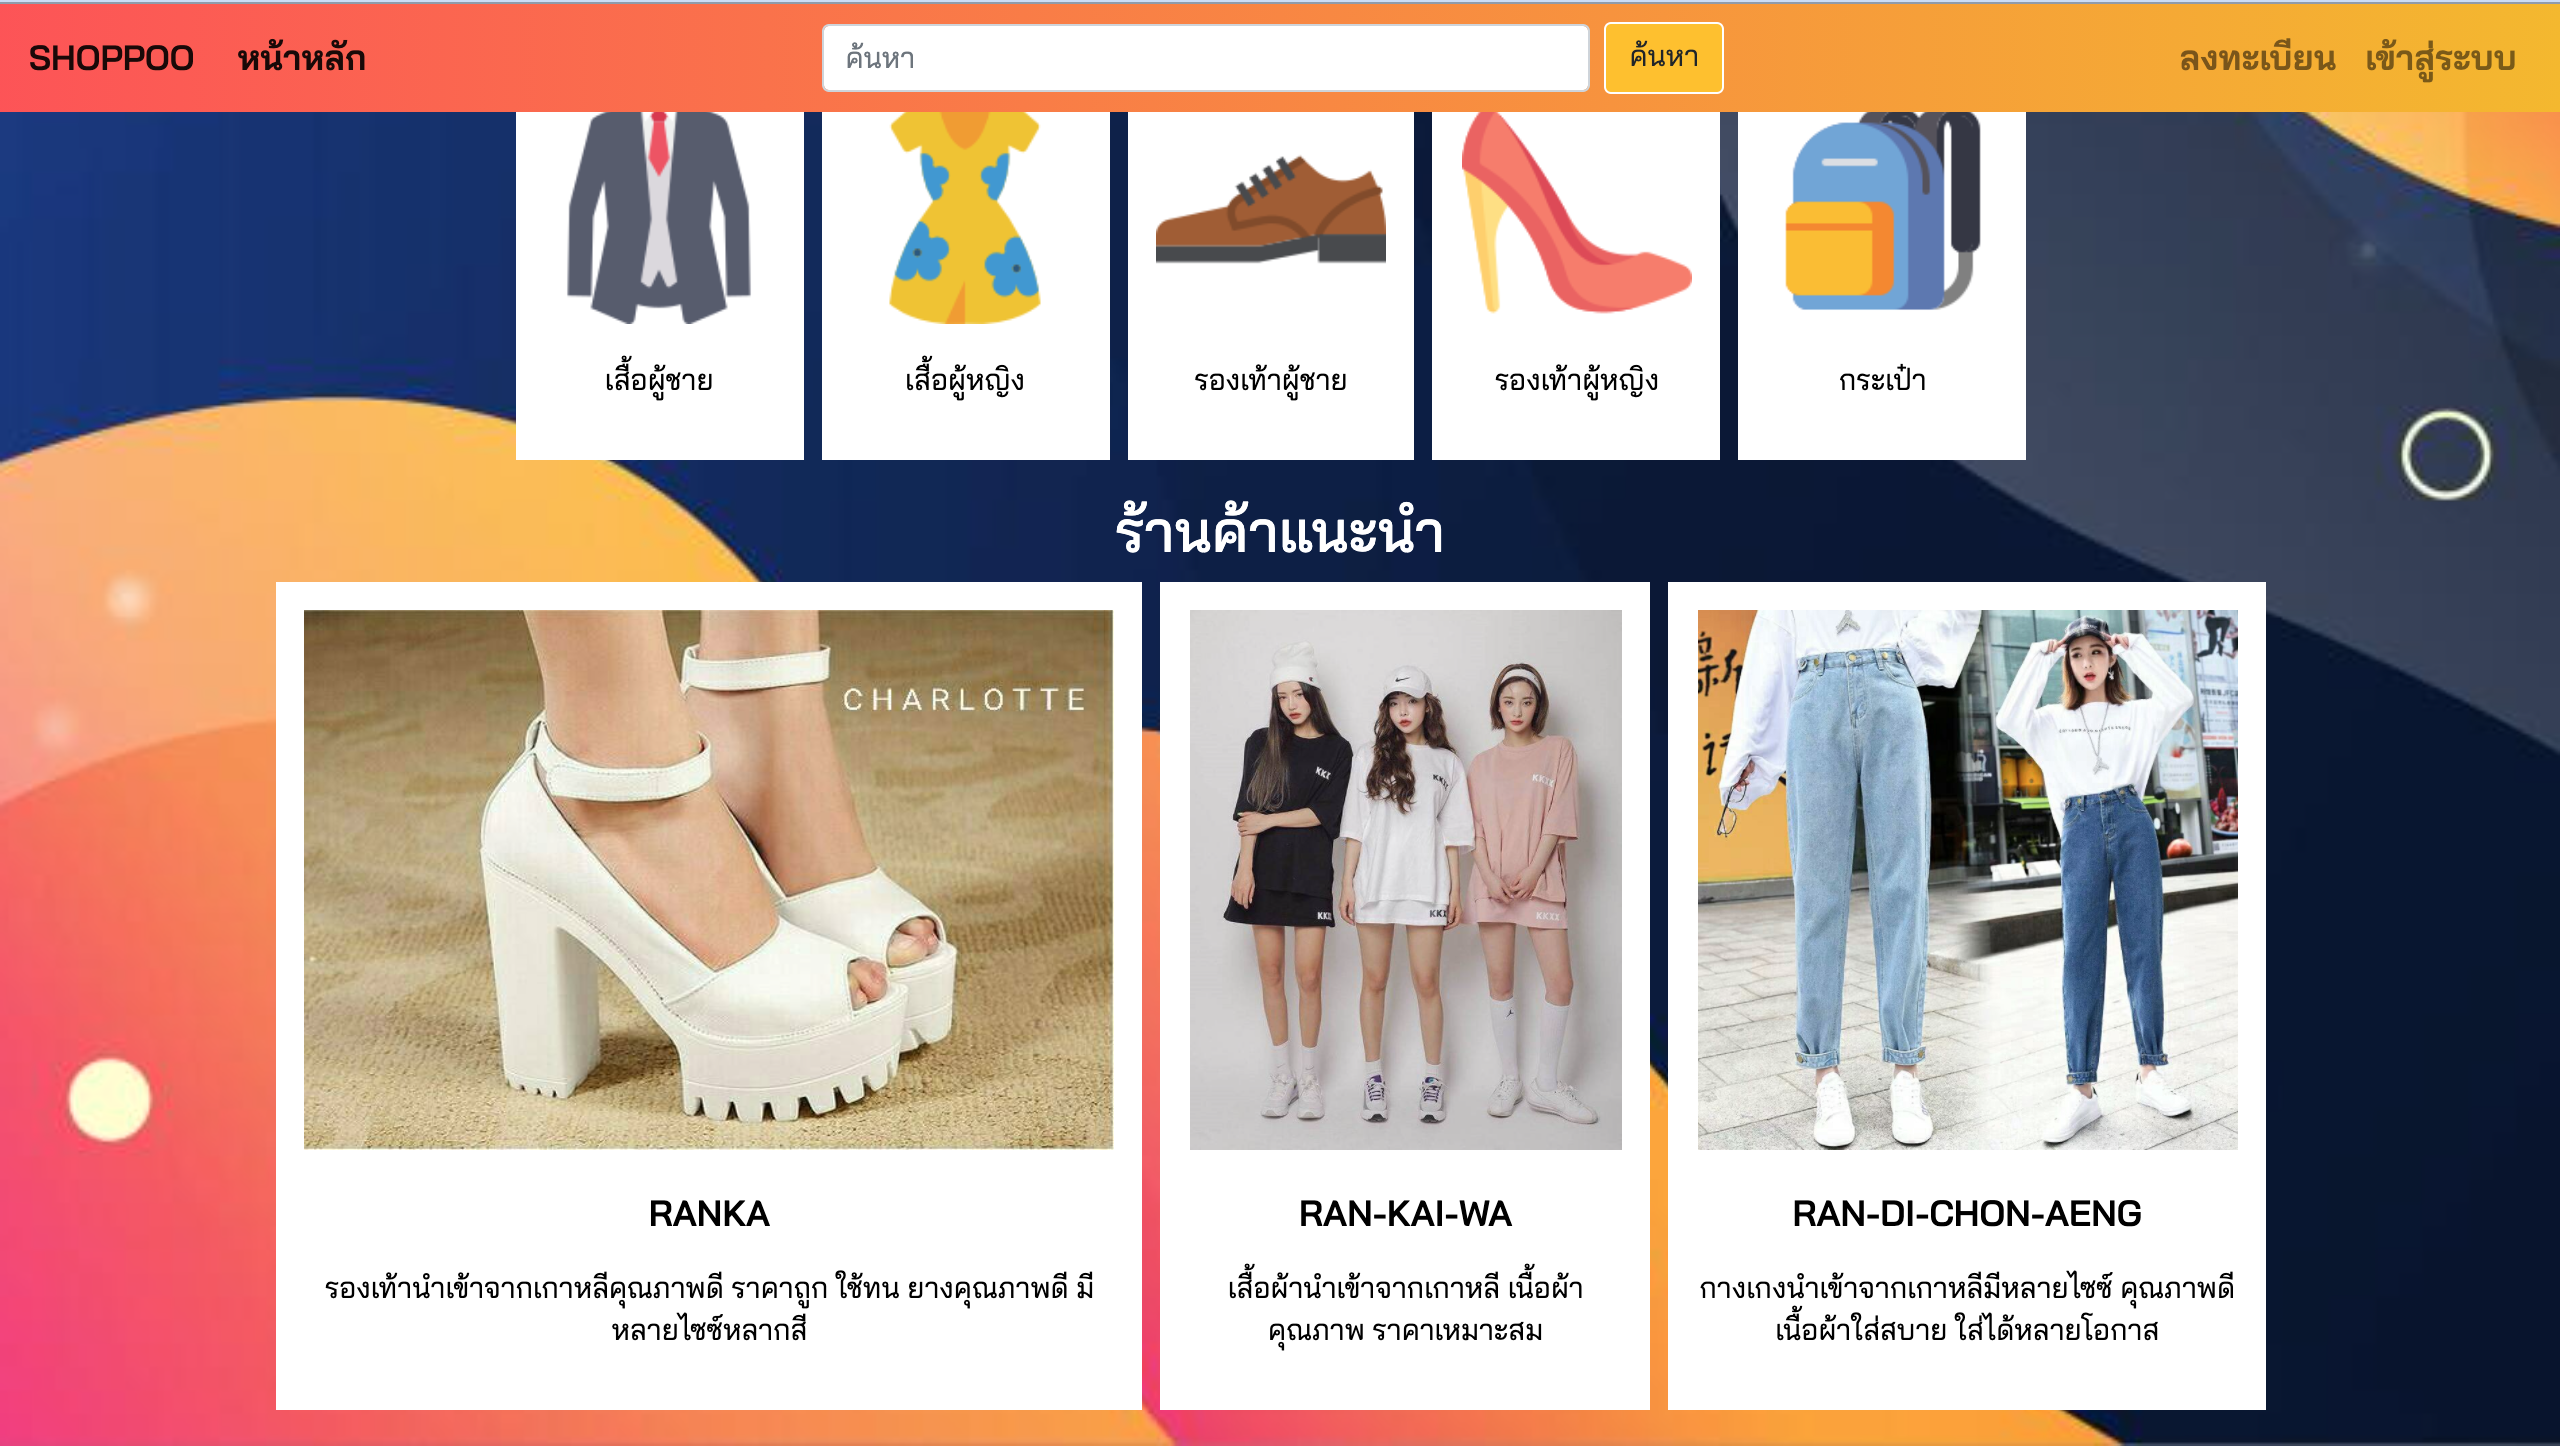 SHOPPOO หน้าหลัก ค้นหา ค้นหา ลงทะเบียน เข้าสู่ระบบ
เสื้อผู้ชาย เสื้อผู้หญิง รองเท้าผู้ชาย รองเท้าผู้หญิง กระเป๋า
ร้านค้าแนะนำ
CHARLOTTE
KKXX
KKXX
RANKA
รองเท้านำเข้าจากเกาหลีคุณภาพดี ราคาถูก ใช้ทน ยางคุณภาพดี มี
หลายไซซ์หลากสี
RAN-KAI-WA
เสื้อผ้านำเข้าจากเกาหลี เนื้อผ้า
คุณภาพ ราคาเหมาะสม
RAN-DI-CHON-AENG
กางเกงนำเข้าจากเกาหลีมีหลายไซซ์ คุณภาพดี
เนื้อผ้าใส่สบาย ใส่ได้หลายโอกาส